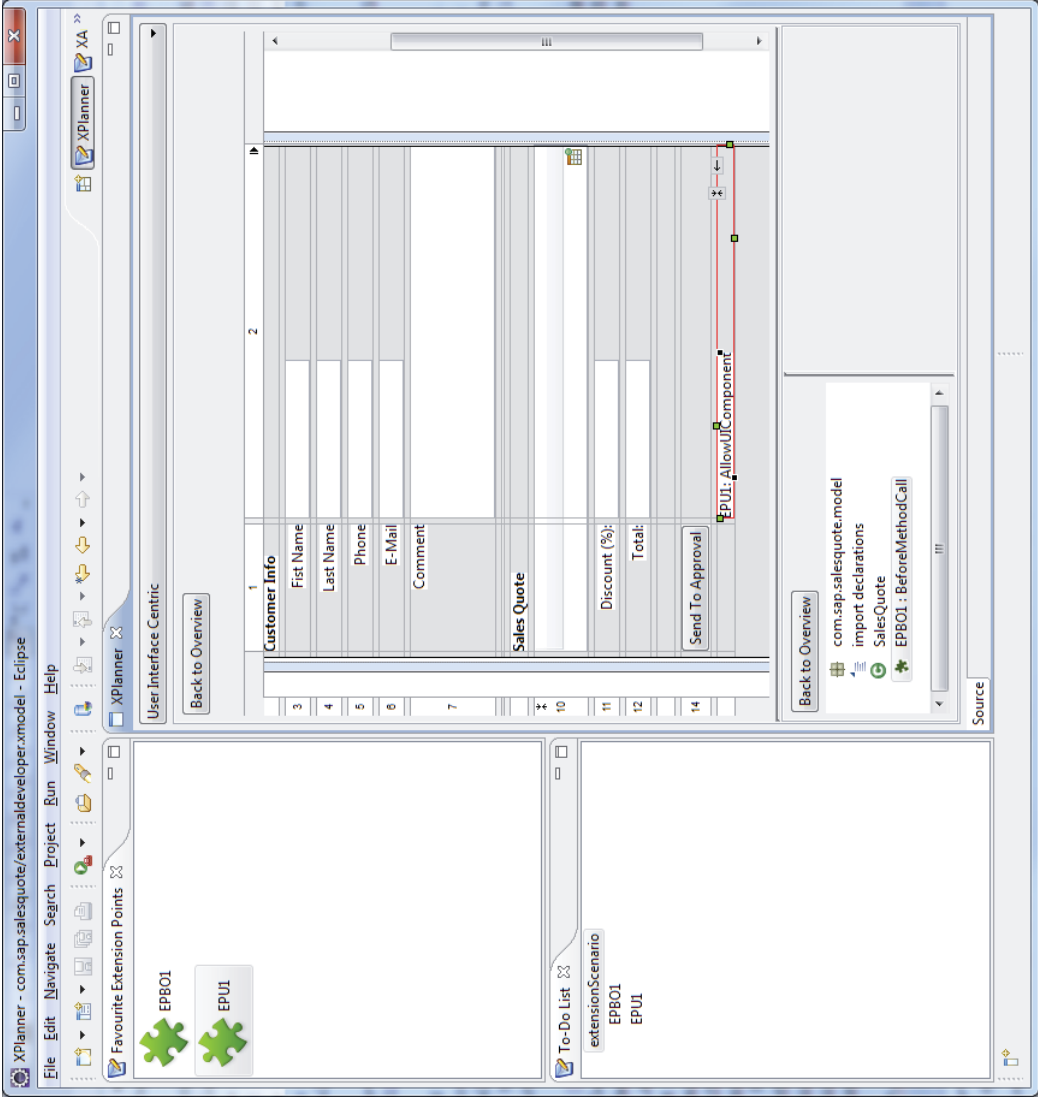 XPlanner - com.sap.salesquote/externaldeveloper.xmodel - Eclipse
File Edit Navigate Search Project Run Window Help
XPlanner XA »
Favourite Extension Points
EPBO1
EPU1
To-Do List
extensionScenario
EPBO1
EPU1
XPlanner
User Interface Centric
Back to Overview
1 2
Customer Info
3 Fist Name
4 Last Name
5 Phone
6 E-Mail
7 Comment
Sales Quote
10
11 Discount (%):
12 Total:
14 Send To Approval
EPU1: AllowUIComponent
Back to Overview
com.sap.salesquote.model
import declarations
SalesQuote
EPBO1 : BeforeMethodCall
Source